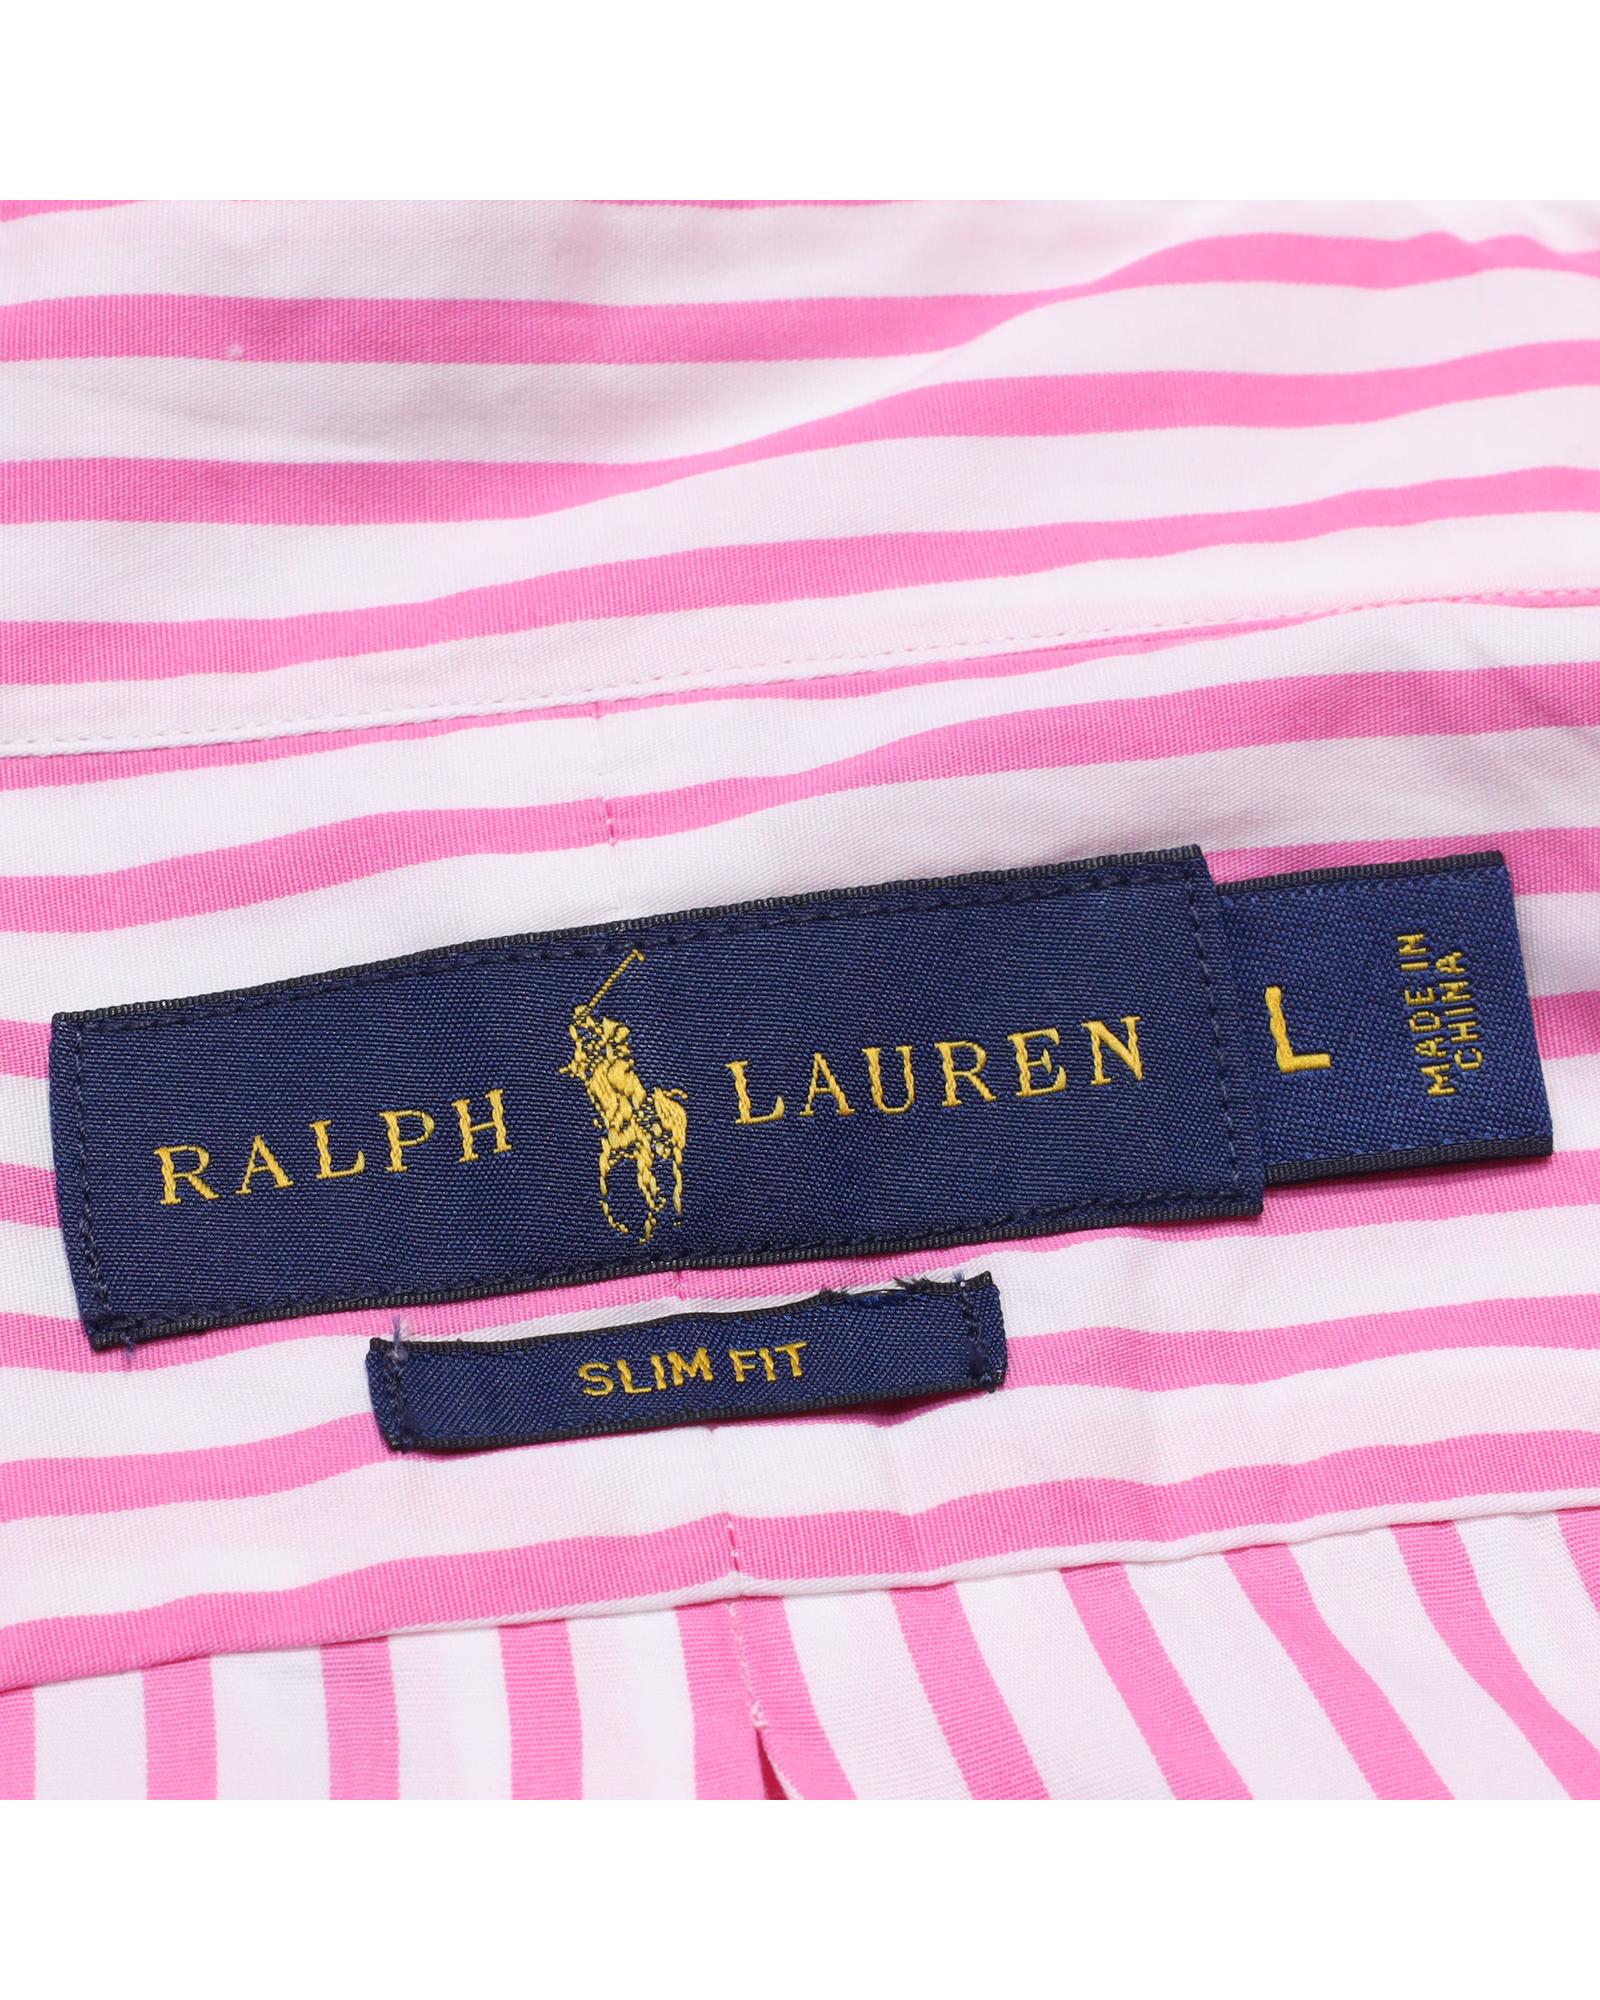 RALPH LAUREN
L
MADE IN
CHINA
SLIM FIT